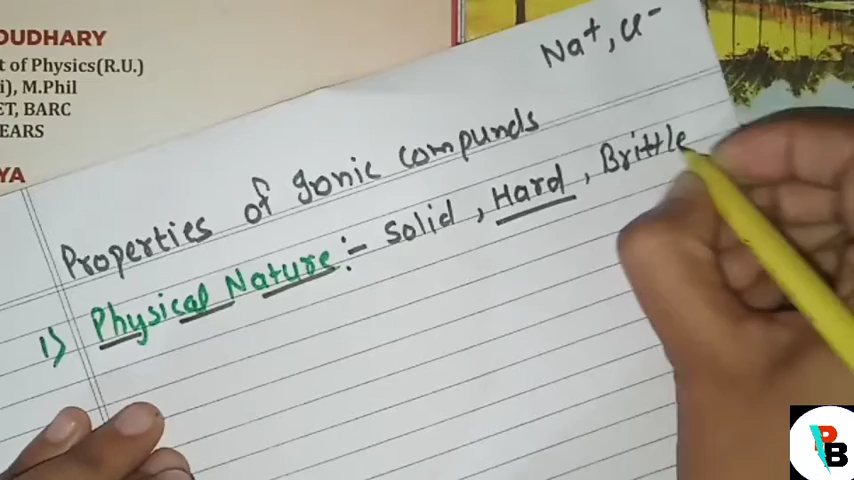 OUDHARY
t of Physics(R.U.)
i), M.Phil
ET, BARC
EARS
YA
Na+, Cl-
Properties of Ionic compunds
1) Physical Nature :- Solid, Hard, Brittle
PB